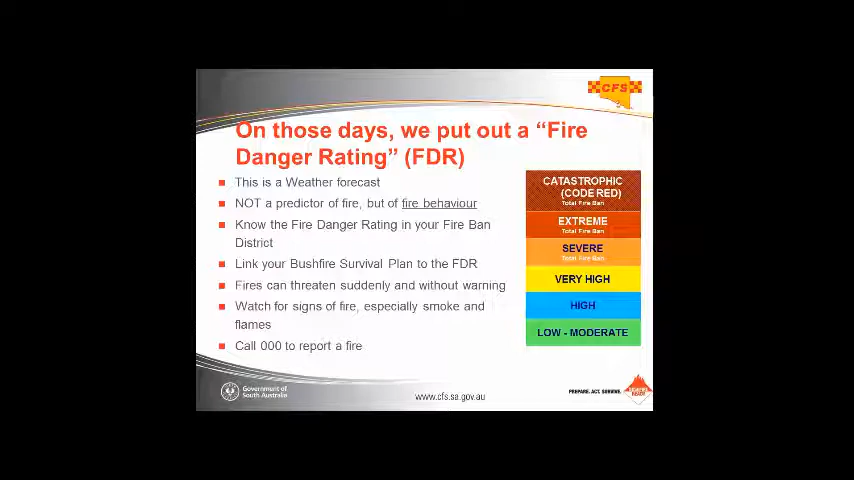 CFS
On those days, we put out a “Fire
Danger Rating” (FDR)
This is a Weather forecast
NOT a predictor of fire, but of fire behaviour
Know the Fire Danger Rating in your Fire Ban
District
Link your Bushfire Survival Plan to the FDR
Fires can threaten suddenly and without warning
Watch for signs of fire, especially smoke and
flames
Call 000 to report a fire
CATASTROPHIC
(CODE RED)
Total Fire Ban
EXTREME
Total Fire Ban
SEVERE
Total Fire Ban
VERY HIGH
HIGH
LOW - MODERATE
Government of
South Australia
www.cfs.sa.gov.au
PREPARE. ACT. SURVIVE.
READY